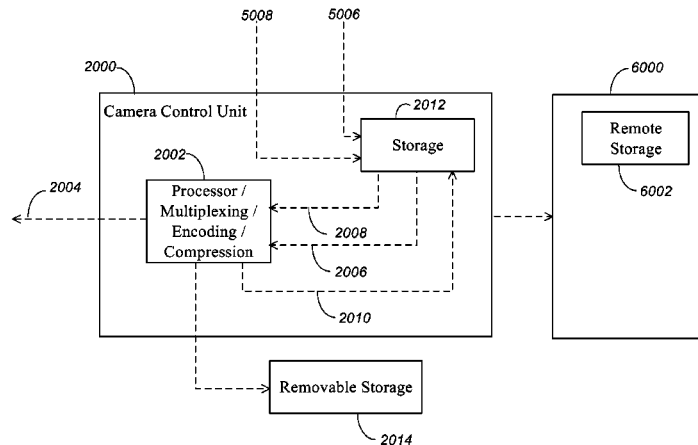 5008
5006
2000
6000
Camera Control Unit
2012
Storage
Remote
Storage
6002
2002
Processor /
Multiplexing /
Encoding /
Compression
2004
2008
2006
2010
Removable Storage
2014